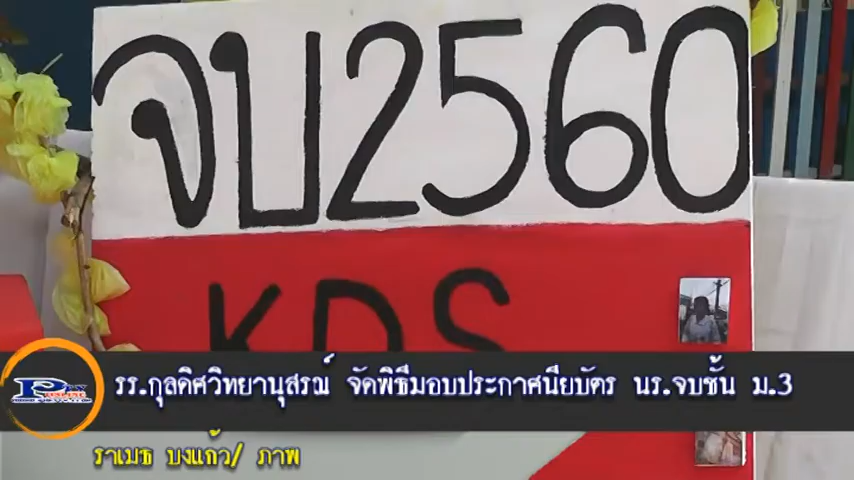 จบ2560
KDS
รร.กุลดิศวิทยานุสรณ์ จัดพิธีมอบประกาศนียบัตร นร.จบชั้น ม.3
ราเมธ บงแก้ว/ ภาพ